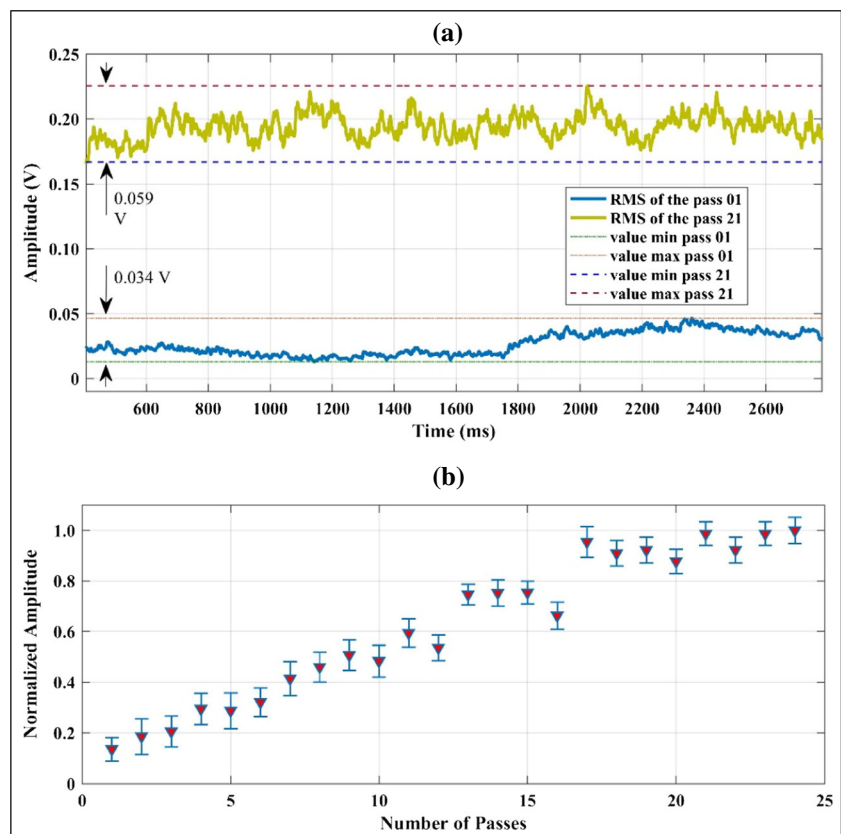 (a)
0.25
0.20
0.15
0.10
0.05
0
Amplitude (V)
0.059
V
0.034 V
RMS of the pass 01
RMS of the pass 21
value min pass 01
value max pass 01
value min pass 21
value max pass 21
600 800 1000 1200 1400 1600 1800 2000 2200 2400 2600
Time (ms)
(b)
1.0
0.8
0.6
0.4
0.2
0
Normalized Amplitude
0 5 10 15 20 25
Number of Passes